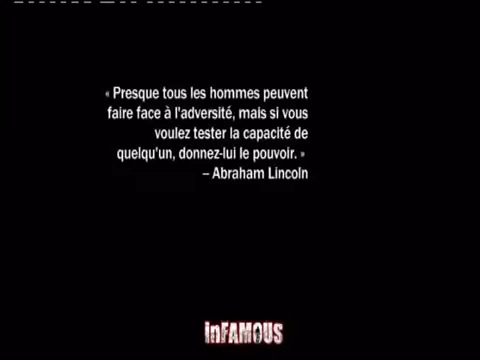 « Presque tous les hommes peuvent
faire face à l'adversité, mais si vous
voulez tester la capacité de
quelqu'un, donnez-lui le pouvoir. »
– Abraham Lincoln
inFAMOUS